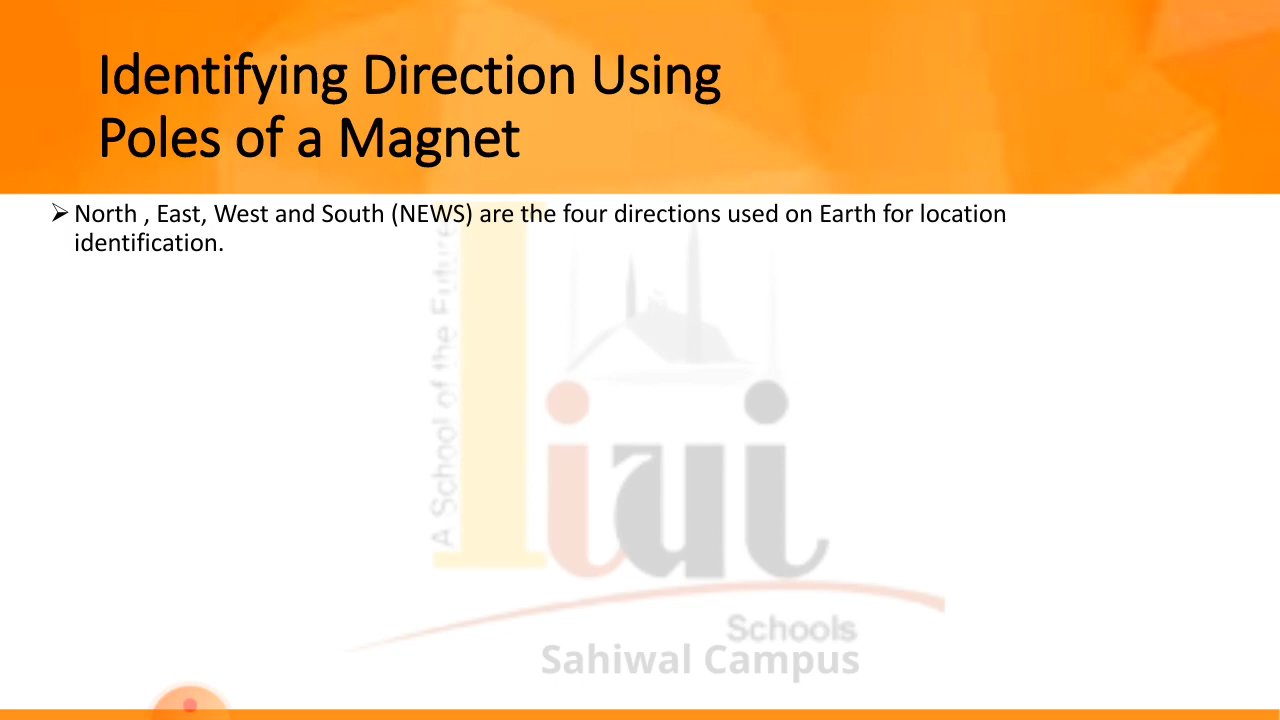 Identifying Direction Using
Poles of a Magnet
➢ North , East, West and South (NEWS) are the four directions used on Earth for location
identification.
A School of the Future
iiui
Schools
Sahiwal Campus